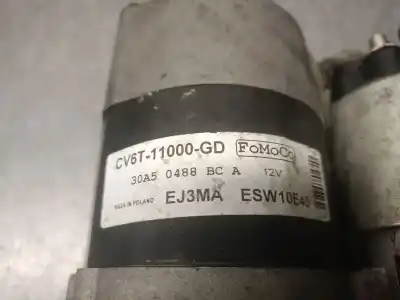 CV6T-11000-GD FoMoCo
30A5 0488 BC A 12V
MADE IN POLAND EJ3MA ESW10E40